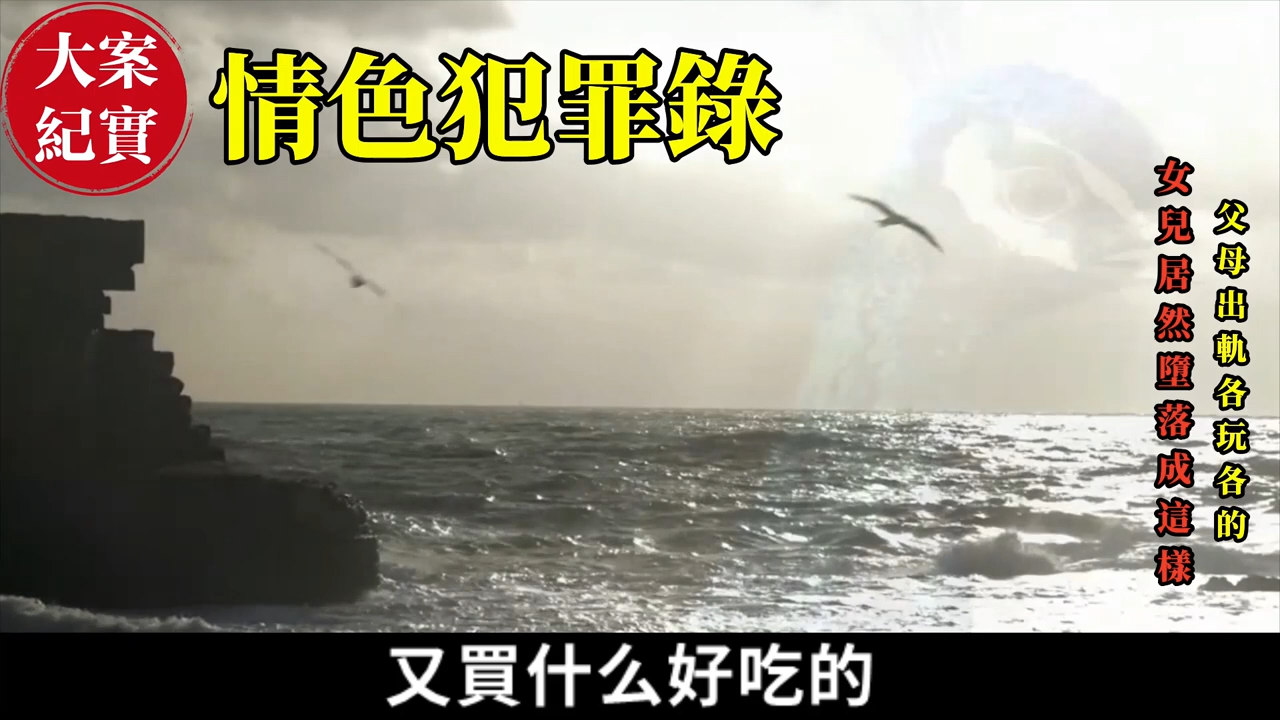 大案
紀實
情色犯罪錄
父母出軌各玩各的
女兒居然墮落成這樣
又買什么好吃的